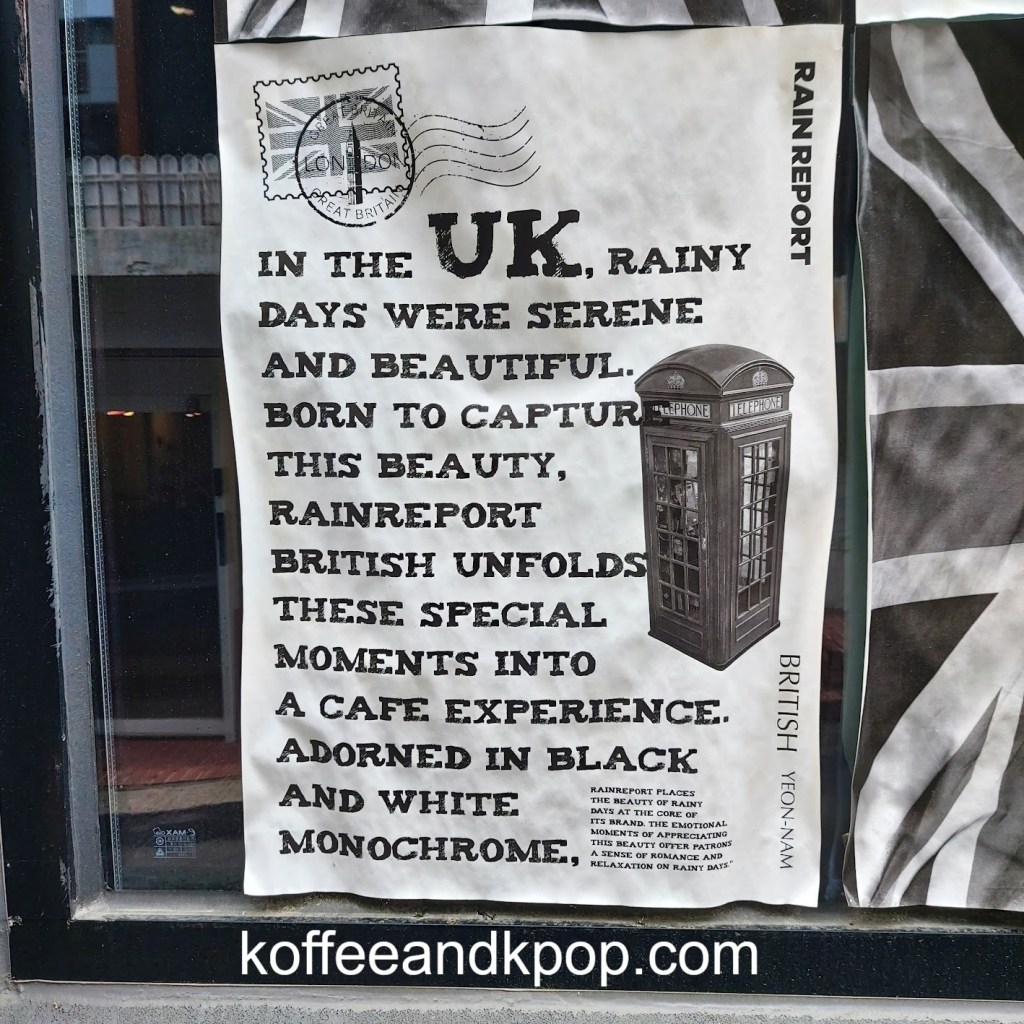 GREAT BRITAIN
LONDON
GREAT BRITAIN
RAINREPORT
IN THE UK, RAINY
DAYS WERE SERENE
AND BEAUTIFUL.
BORN TO CAPTURE
THIS BEAUTY,
RAINREPORT
BRITISH UNFOLDS
THESE SPECIAL
MOMENTS INTO
A CAFE EXPERIENCE.
ADORNED IN BLACK
AND WHITE
MONOCHROME,
TELEPHONE
TELEPHONE
RAINREPORT PLACES
THE BEAUTY OF RAINY
DAYS AT THE CORE OF
ITS BRAND. THE EMOTIONAL
MOMENTS OF APPRECIATING
THIS BEAUTY OFFER PATRONS
A SENSE OF ROMANCE AND
RELAXATION ON RAINY DAYS."
BRITISH YEON-NAM
koffeeandkpop.com